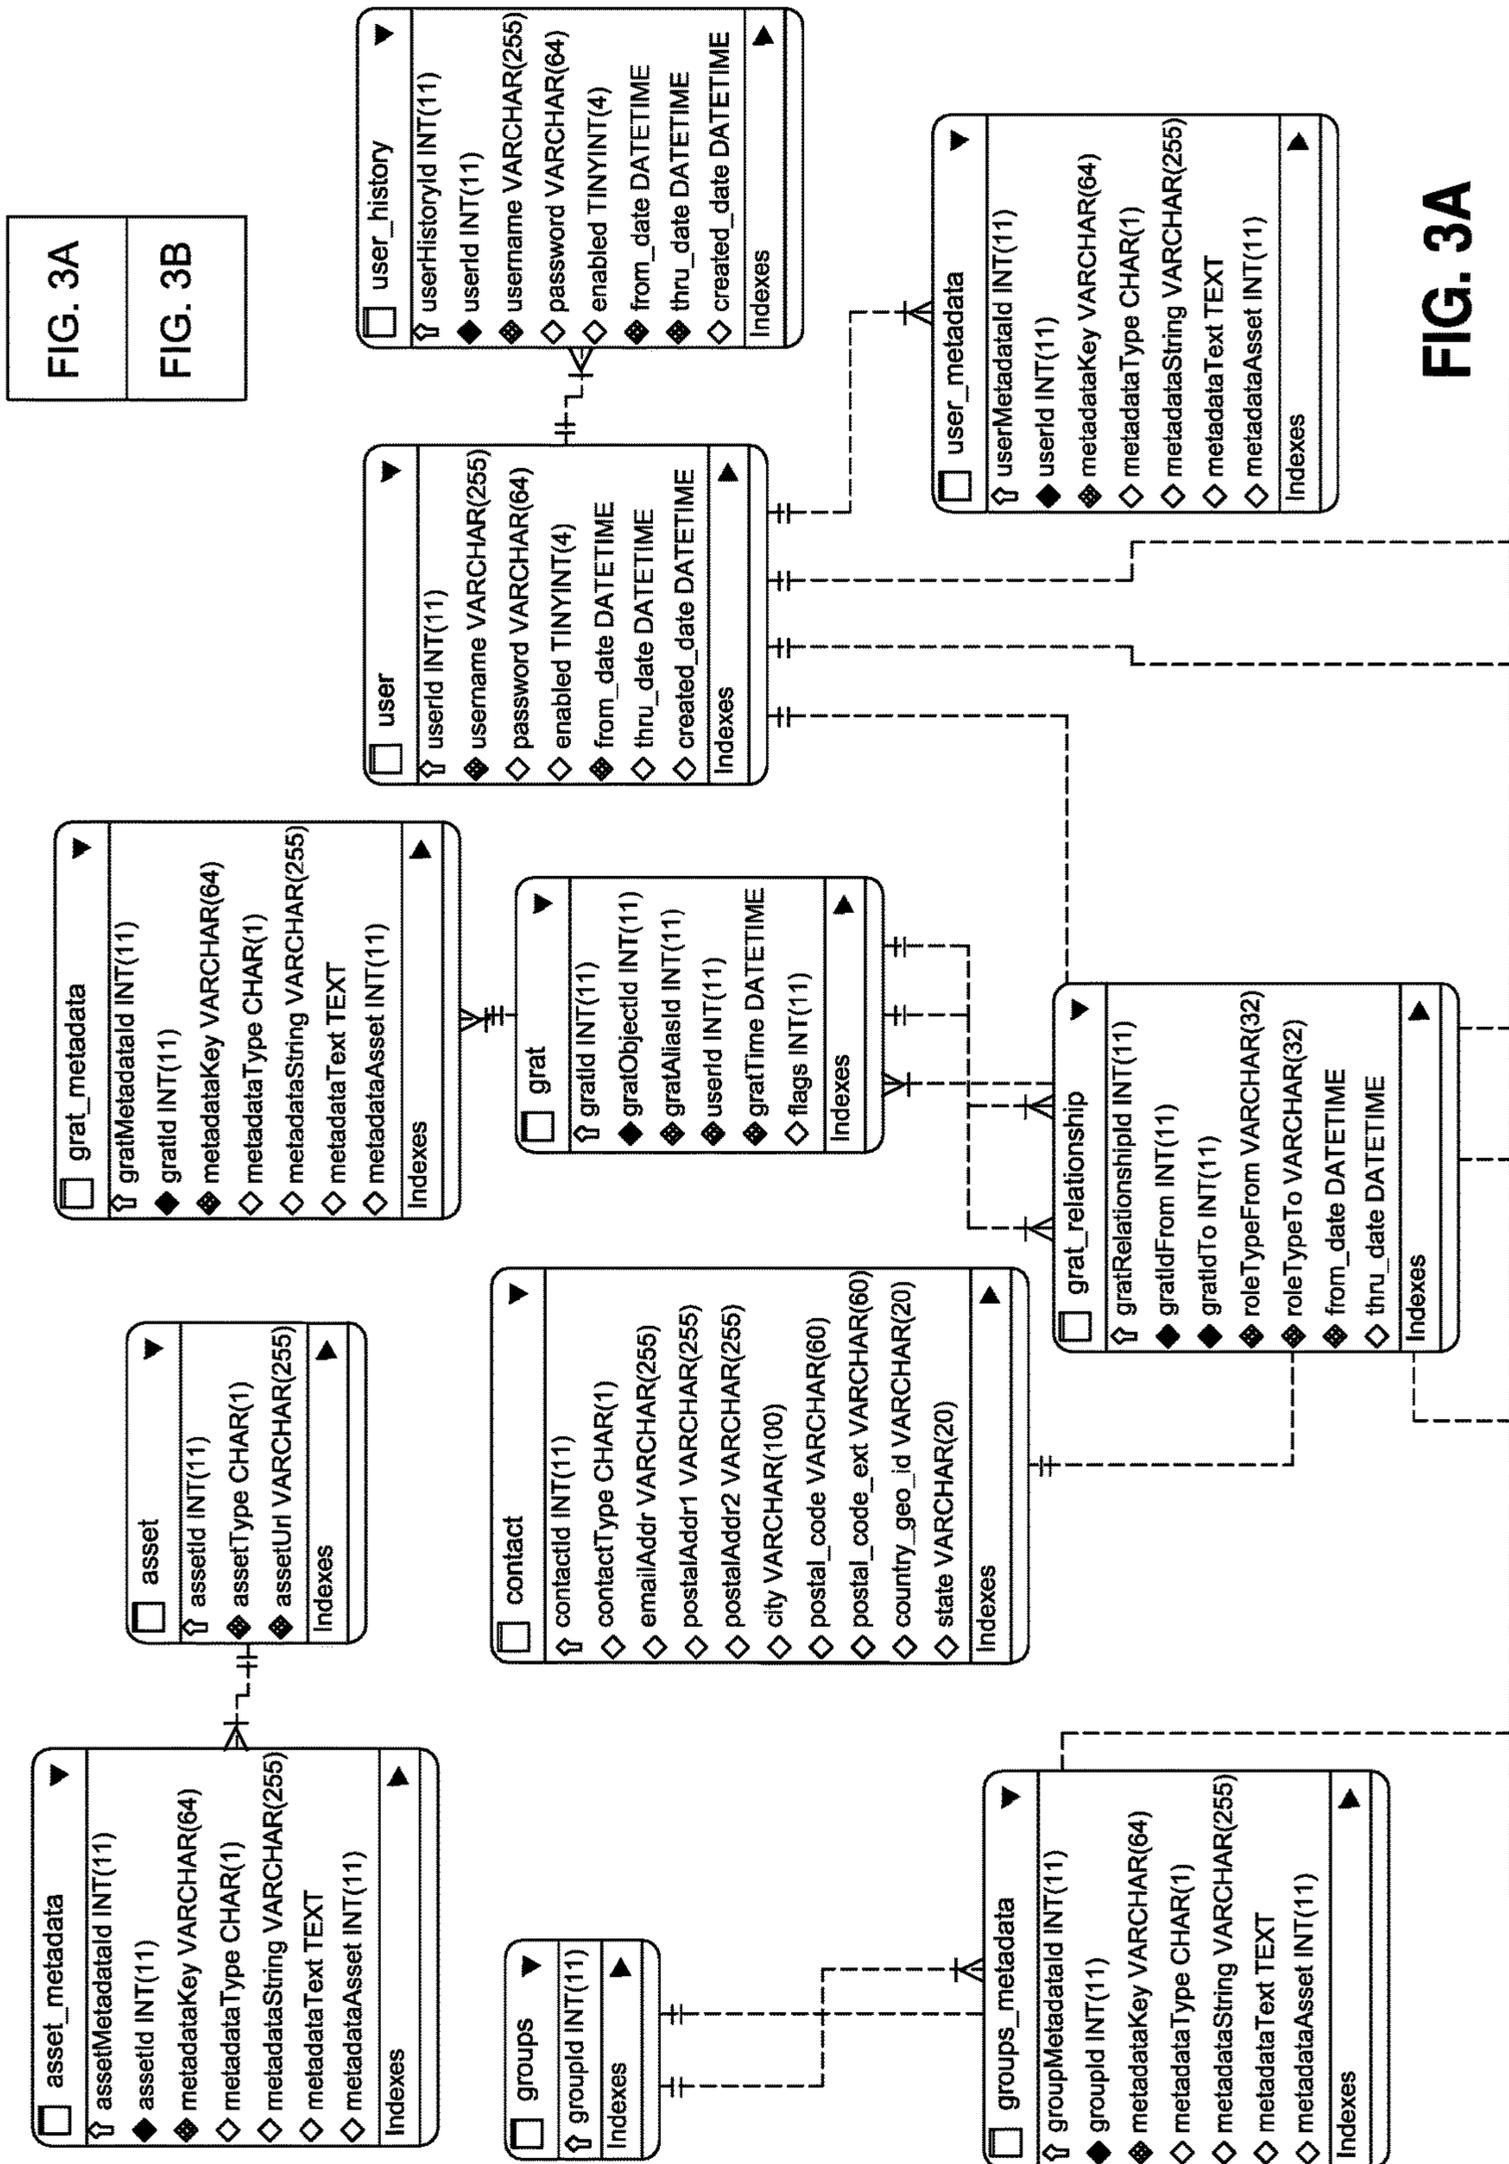 asset_metadata
assetMetadataId INT(11)
assetId INT(11)
metadataKey VARCHAR(64)
metadataType CHAR(1)
metadataString VARCHAR(255)
metadataText TEXT
metadataAsset INT(11)
Indexes
asset
assetId INT(11)
assetType CHAR(1)
assetUrl VARCHAR(255)
Indexes
grat_metadata
gratMetadataId INT(11)
gratId INT(11)
metadataKey VARCHAR(64)
metadataType CHAR(1)
metadataString VARCHAR(255)
metadataText TEXT
metadataAsset INT(11)
Indexes
FIG. 3A
FIG. 3B
user
userId INT(11)
username VARCHAR(255)
password VARCHAR(64)
enabled TINYINT(4)
from_date DATETIME
thru_date DATETIME
created_date DATETIME
Indexes
user_history
userHistoryId INT(11)
userId INT(11)
username VARCHAR(255)
password VARCHAR(64)
enabled TINYINT(4)
from_date DATETIME
thru_date DATETIME
created_date DATETIME
Indexes
groups
groupId INT(11)
Indexes
contact
contactId INT(11)
contactType CHAR(1)
emailAddr VARCHAR(255)
postalAddr1 VARCHAR(255)
postalAddr2 VARCHAR(255)
city VARCHAR(100)
postal_code VARCHAR(60)
postal_code_ext VARCHAR(60)
country_geo_id VARCHAR(20)
state VARCHAR(20)
Indexes
grat
gratId INT(11)
gratObjectId INT(11)
gratAliasId INT(11)
userId INT(11)
gratTime DATETIME
flags INT(11)
Indexes
groups_metadata
groupMetadataId INT(11)
groupId INT(11)
metadataKey VARCHAR(64)
metadataType CHAR(1)
metadataString VARCHAR(255)
metadataText TEXT
metadataAsset INT(11)
Indexes
grat_relationship
gratRelationshipId INT(11)
gratIdFrom INT(11)
gratIdTo INT(11)
roleTypeFrom VARCHAR(32)
roleTypeTo VARCHAR(32)
from_date DATETIME
thru_date DATETIME
Indexes
user_metadata
userMetadataId INT(11)
userId INT(11)
metadataKey VARCHAR(64)
metadataType CHAR(1)
metadataString VARCHAR(255)
metadataText TEXT
metadataAsset INT(11)
Indexes
FIG. 3A